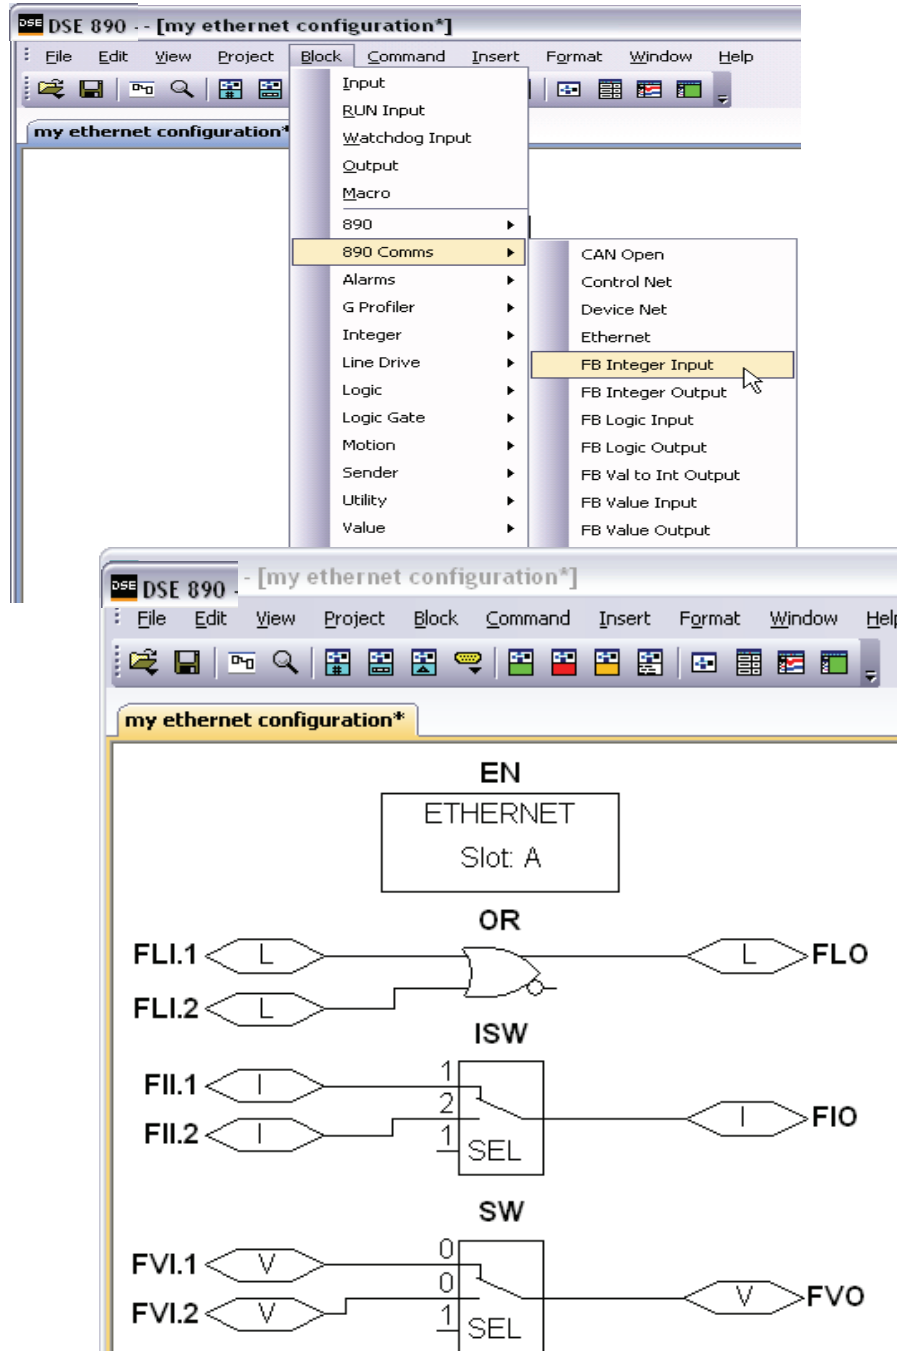 DSE DSE 890 - - [my ethernet configuration*]
File Edit View Project Block Command Insert Format Window Help
my ethernet configuration*
Input
RUN Input
Watchdog Input
Output
Macro
890
890 Comms
Alarms
G Profiler
Integer
Line Drive
Logic
Logic Gate
Motion
Sender
Utility
Value
CAN Open
Control Net
Device Net
Ethernet
FB Integer Input
FB Integer Output
FB Logic Input
FB Logic Output
FB Val to Int Output
FB Value Input
FB Value Output
DSE DSE 890 - - [my ethernet configuration*]
File Edit View Project Block Command Insert Format Window Help
my ethernet configuration*
EN
ETHERNET
Slot: A
OR
FLI.1 L L FLO
FLI.2 L
ISW
FII.1 I 1
2 I FIO
FII.2 I 1 SEL
SW
FVI.1 V 0
0 V FVO
FVI.2 V 1 SEL